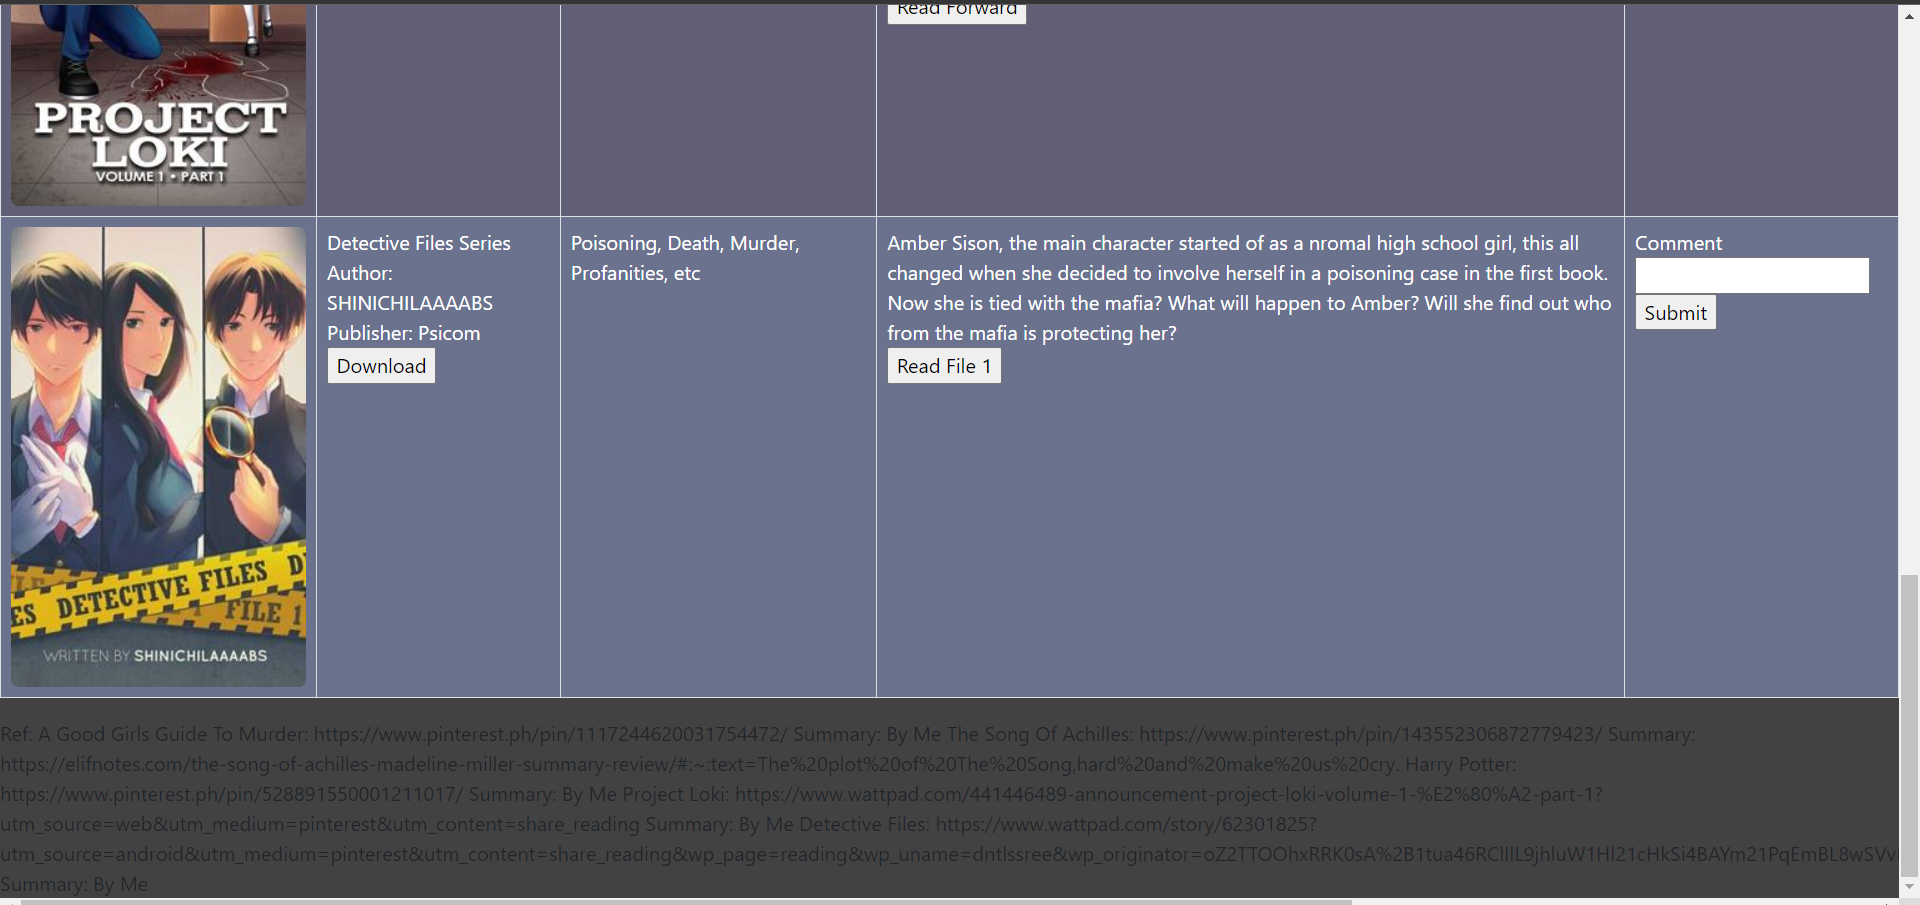 Read Forward
PROJECT
LOKI
VOLUME 1 • PART 1
Detective Files Series
Author:
SHINICHILAAAABS
Publisher: Psicom
Download
Poisoning, Death, Murder,
Profanities, etc
Amber Sison, the main character started of as a nromal high school girl, this all
changed when she decided to involve herself in a poisoning case in the first book.
Now she is tied with the mafia? What will happen to Amber? Will she find out who
from the mafia is protecting her?
Read File 1
Comment
Submit
DETECTIVE FILES
FILE 1
WRITTEN BY SHINICHILAAAABS
Ref: A Good Girls Guide To Murder: https://www.pinterest.ph/pin/1117244620031754472/ Summary: By Me The Song Of Achilles: https://www.pinterest.ph/pin/143552306872779423/ Summary:
https://elifnotes.com/the-song-of-achilles-madeline-miller-summary-review/#:~:text=The%20plot%20of%20The%20Song,hard%20and%20make%20us%20cry. Harry Potter:
https://www.pinterest.ph/pin/528891550001211017/ Summary: By Me Project Loki: https://www.wattpad.com/441446489-announcement-project-loki-volume-1-%E2%80%A2-part-1?
utm_source=web&utm_medium=pinterest&utm_content=share_reading Summary: By Me Detective Files: https://www.wattpad.com/story/62301825?
utm_source=android&utm_medium=pinterest&utm_content=share_reading&wp_page=reading&wp_uname=dntlssree&wp_originator=
Summary: By Me